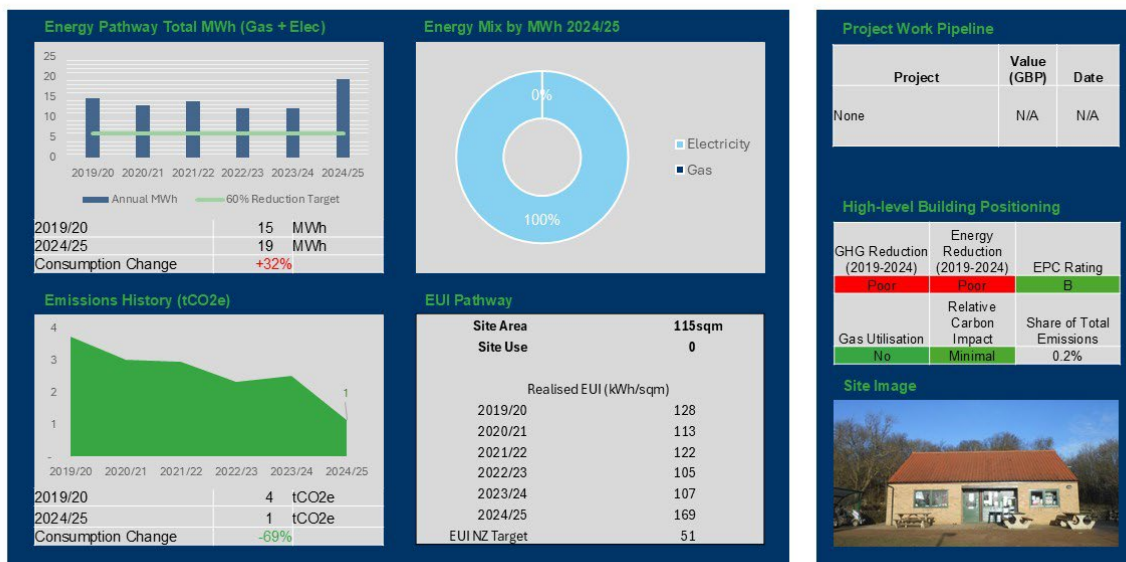 Energy Pathway Total MWh (Gas + Elec)
25
20
15
10
5
0
2019/20 2020/21 2021/22 2022/23 2023/24 2024/25
Annual MWh 60% Reduction Target
2019/20 15 MWh
2024/25 19 MWh
Consumption Change +32%
Energy Mix by MWh 2024/25
0%
100%
Electricity
Gas
Emissions History (tCO2e)
4
3
2
1
-
1
2019/20 2020/21 2021/22 2022/23 2023/24 2024/25
2019/20 4 tCO2e
2024/25 1 tCO2e
Consumption Change -69%
EUI Pathway
Site Area 115sqm
Site Use 0
Realised EUI (kWh/sqm)
2019/20 128
2020/21 113
2021/22 122
2022/23 105
2023/24 107
2024/25 169
EUI NZ Target 51
Project Work Pipeline
Project Value (GBP) Date
None N/A N/A
High-level Building Positioning
GHG Reduction (2019-2024) Energy Reduction (2019-2024) EPC Rating
Poor Poor B
Gas Utilisation Relative Carbon Impact Share of Total Emissions
No Minimal 0.2%
Site Image